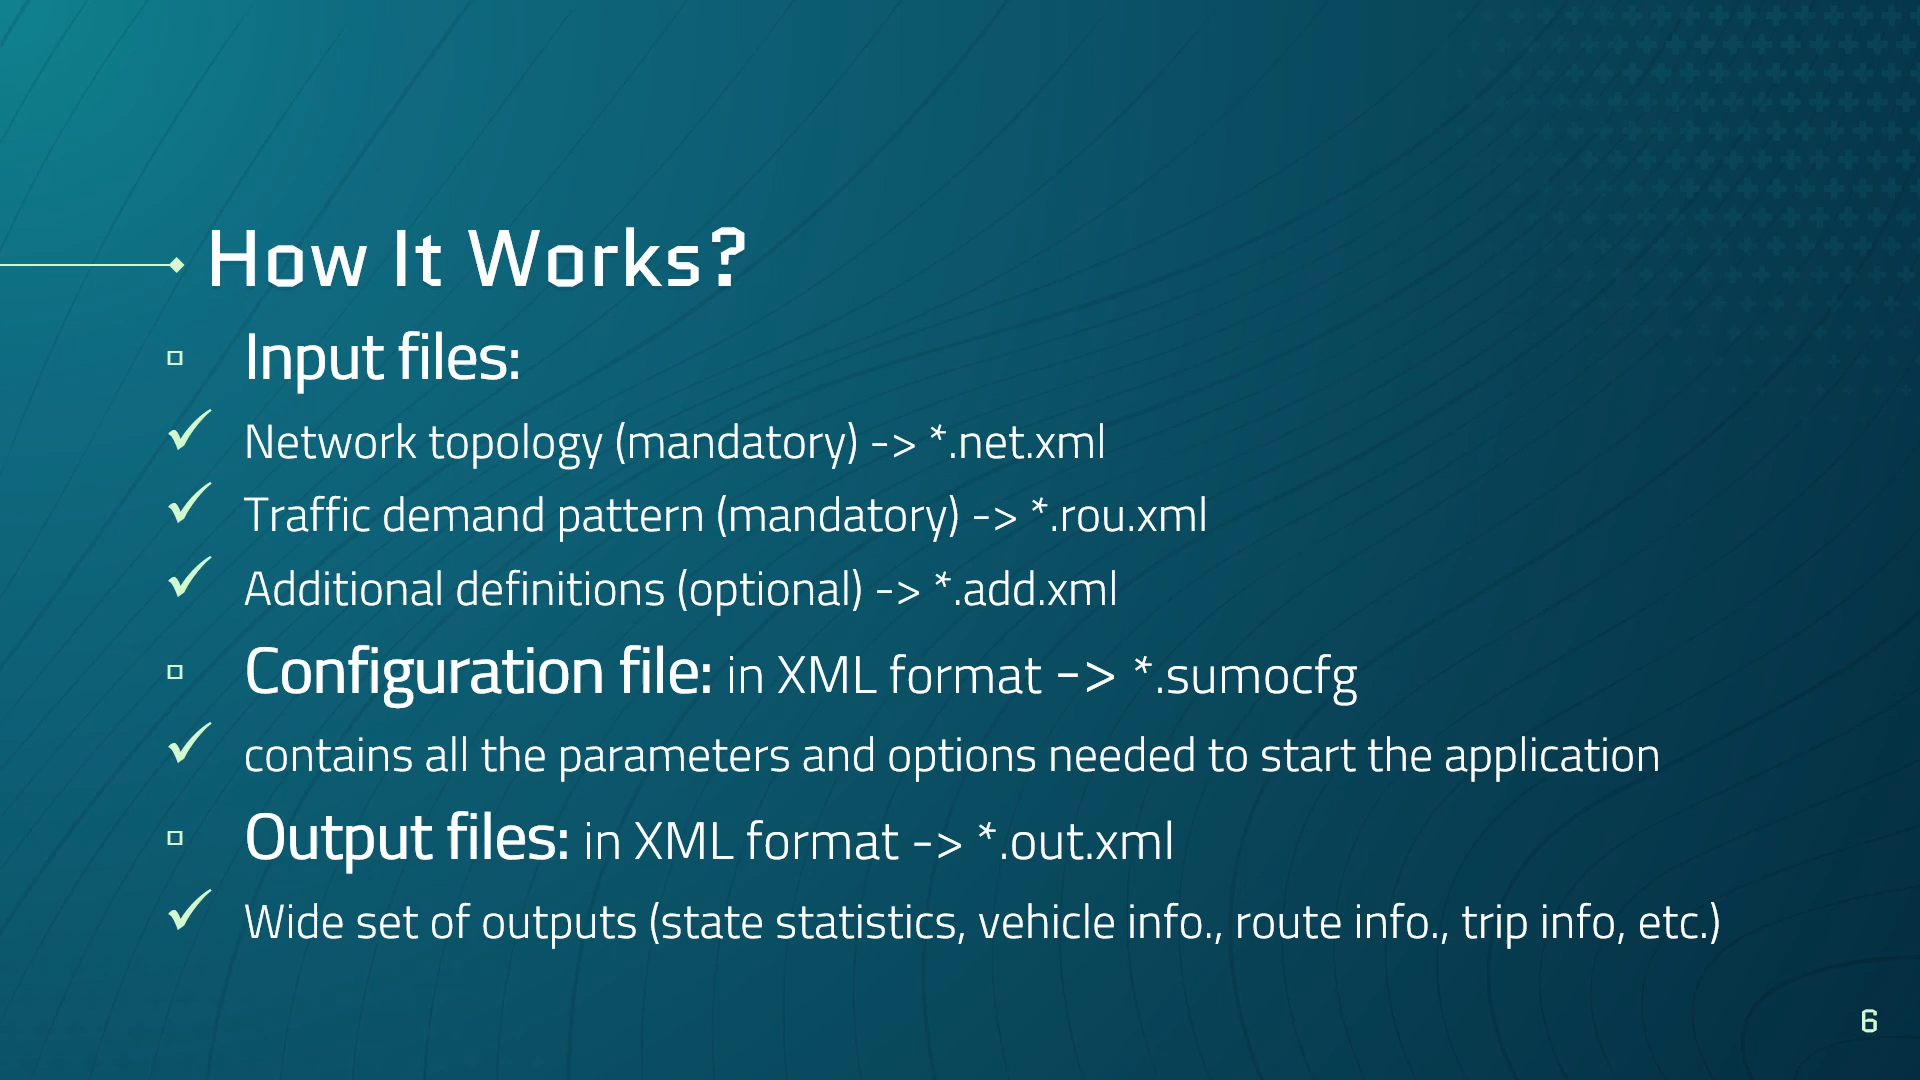 How It Works?
Input files:
Network topology (mandatory) -> *.net.xml
Traffic demand pattern (mandatory) -> *.rou.xml
Additional definitions (optional) -> *.add.xml
Configuration file: in XML format -> *.sumocfg
contains all the parameters and options needed to start the application
Output files: in XML format -> *.out.xml
Wide set of outputs (state statistics, vehicle info., route info., trip info, etc.)
6